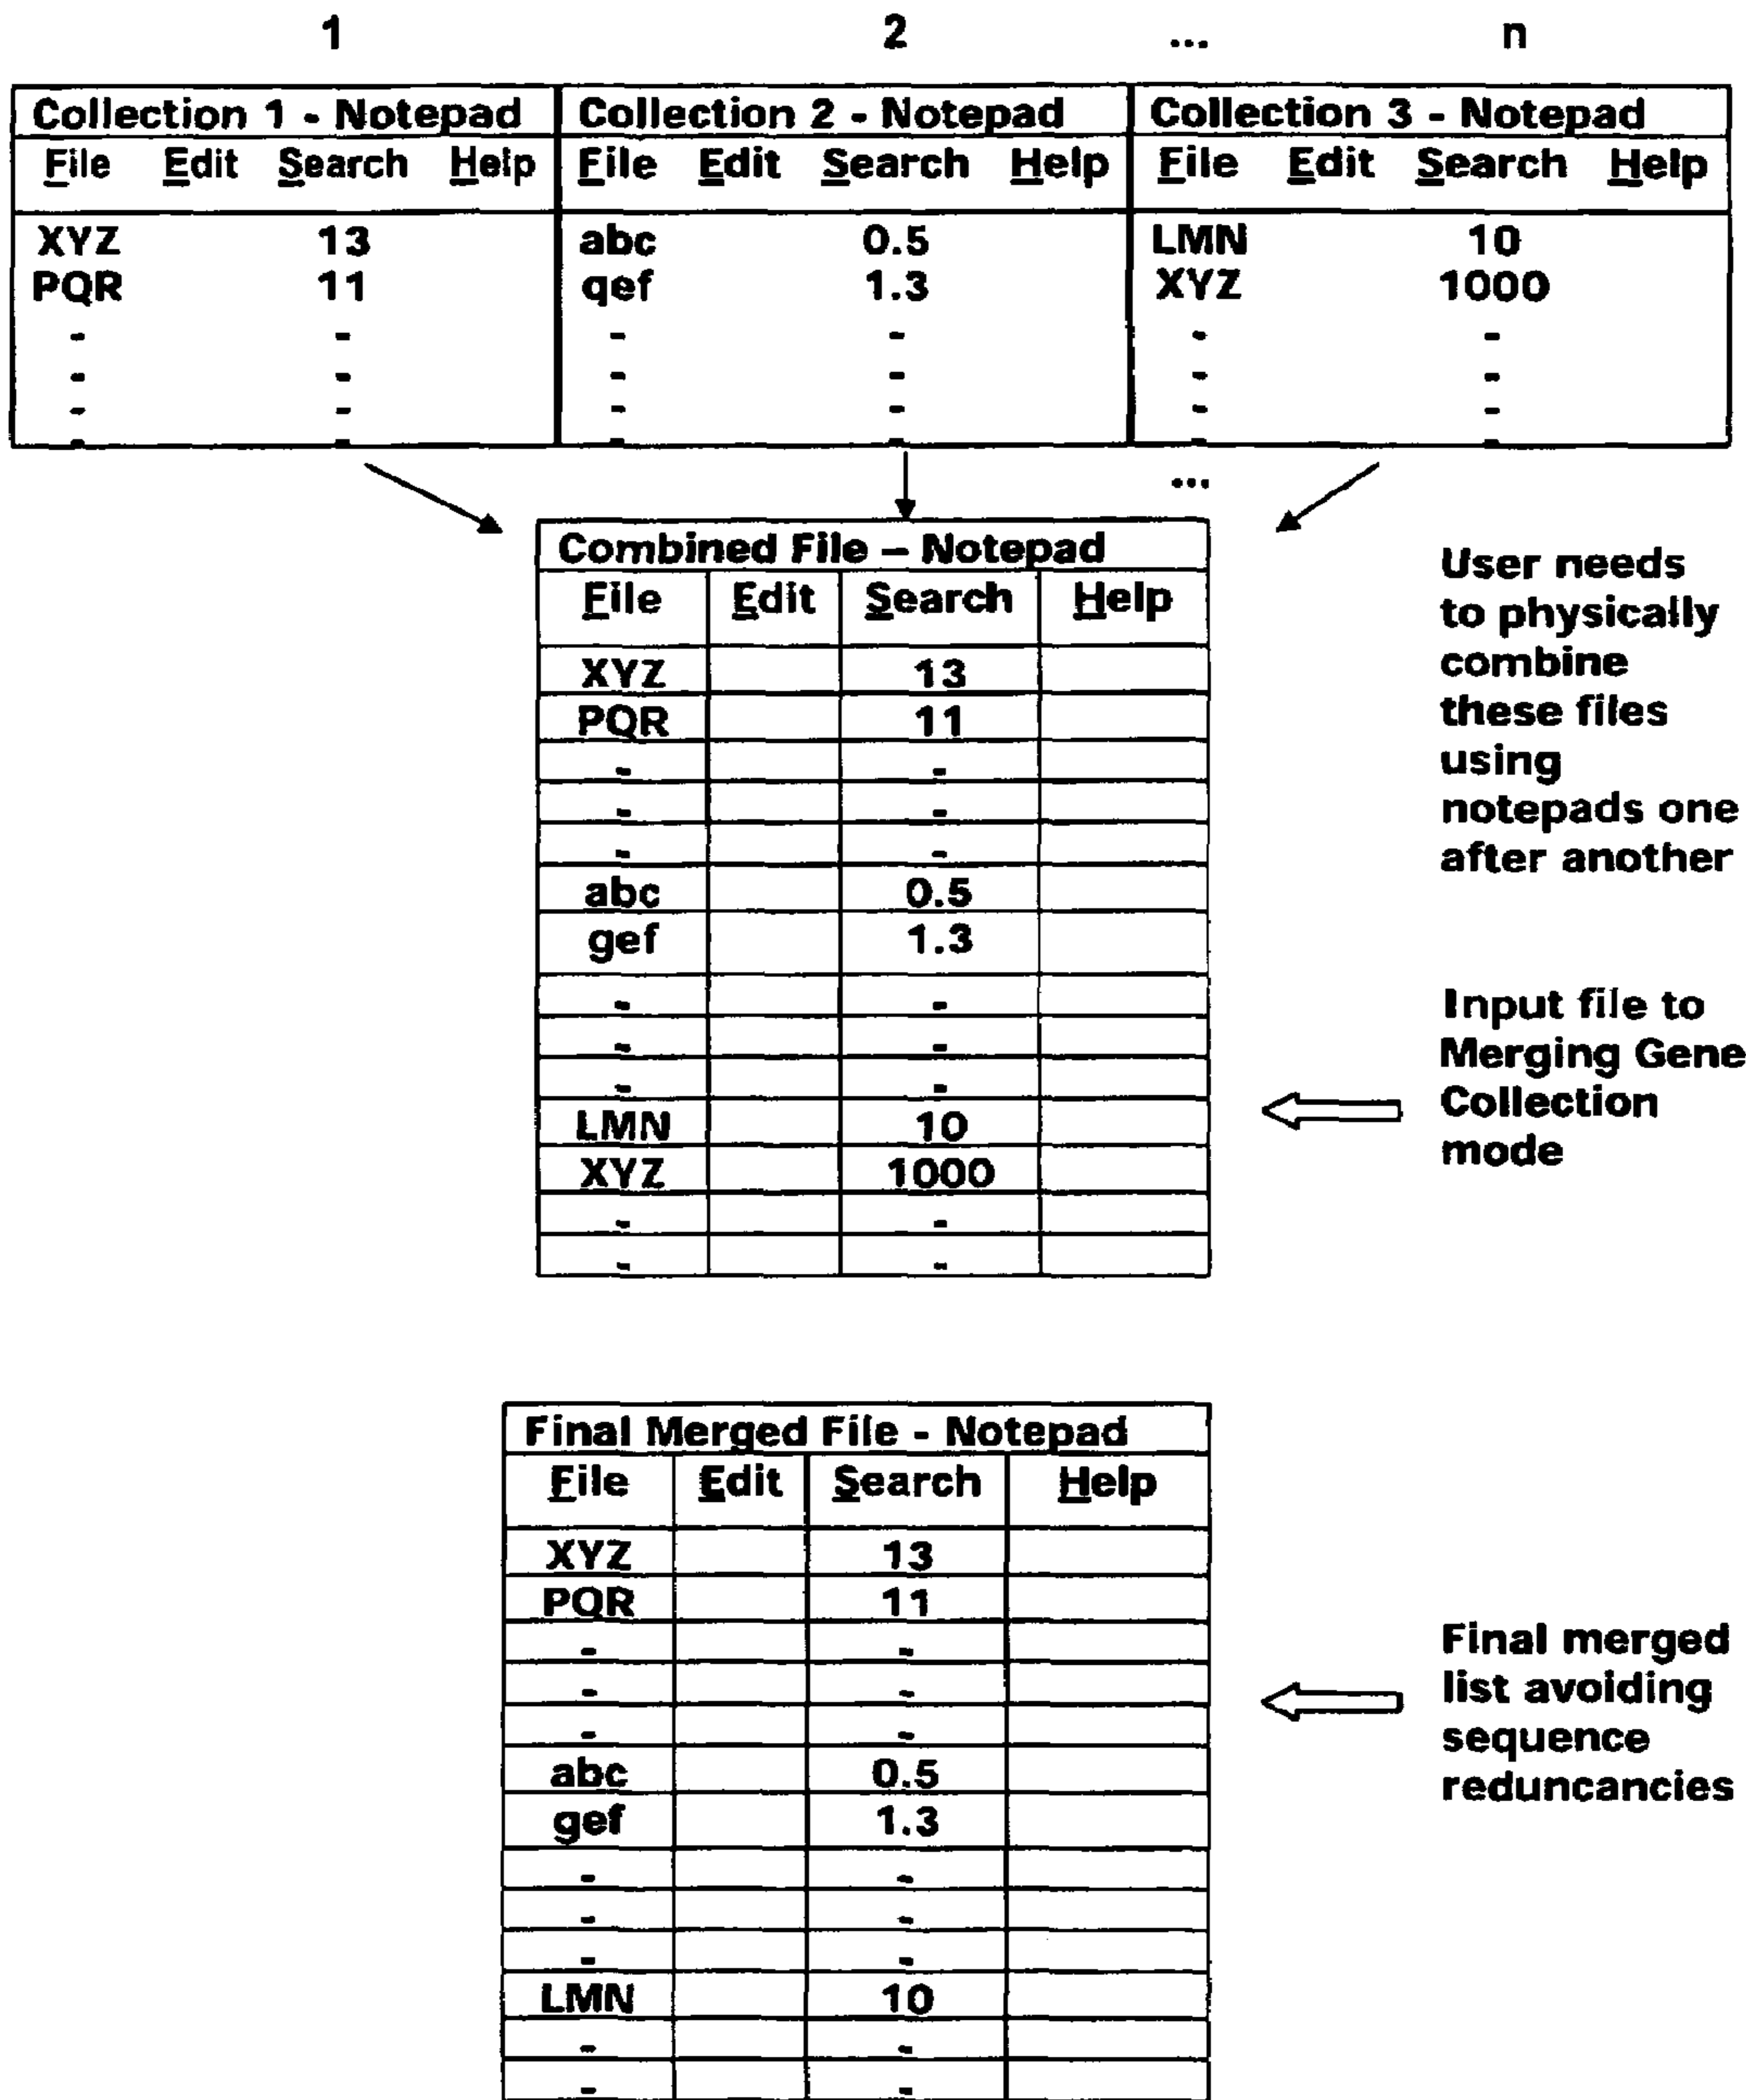 1 2 ... n
Collection 1 - Notepad Collection 2 - Notepad Collection 3 - Notepad
File Edit Search Help File Edit Search Help File Edit Search Help
XYZ 13 abc 0.5 LMN 10
PQR 11 qef 1.3 XYZ 1000
- - - - - -
- - - - - -
- - - - - -
- - - - - -
...
Combined File – Notepad
File Edit Search Help
XYZ 13
PQR 11
- -
- -
- -
abc 0.5
gef 1.3
- -
- -
- -
LMN 10
XYZ 1000
- -
- -
User needs
to physically
combine
these files
using
notepads one
after another
Input file to
Merging Gene
Collection
mode
Final Merged File - Notepad
File Edit Search Help
XYZ 13
PQR 11
- -
- -
- -
abc 0.5
gef 1.3
- -
- -
- -
LMN 10
- -
- -
Final merged
list avoiding
sequence
reduncancies